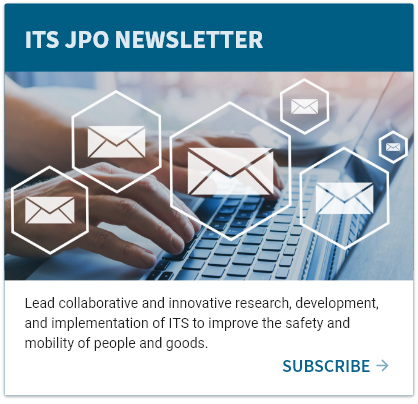 ITS JPO NEWSLETTER
Lead collaborative and innovative research, development,
and implementation of ITS to improve the safety and
mobility of people and goods.
SUBSCRIBE →